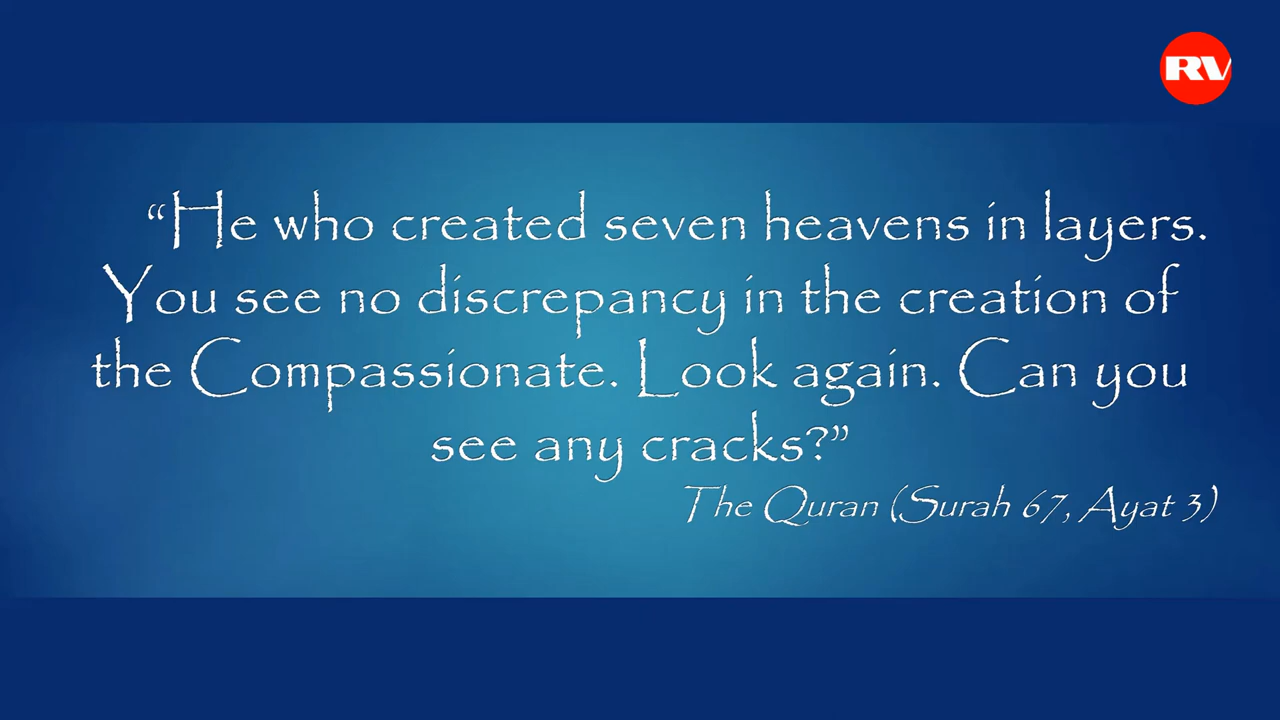 RV
“He who created seven heavens in layers.
You see no discrepancy in the creation of
the Compassionate. Look again. Can you
see any cracks?”
The Quran (Surah 67, Ayat 3)